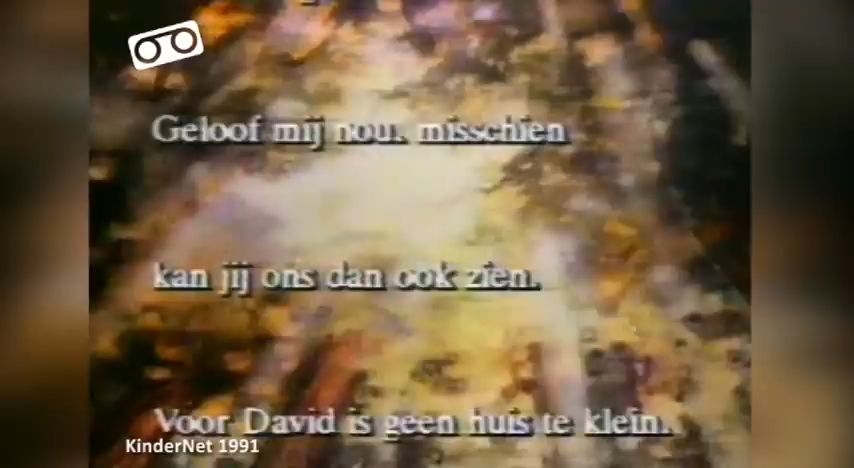 Geloof mij nou. misschien
kan jij ons dan ook zien.
Voor David is geen huis te klein.
KinderNet 1991